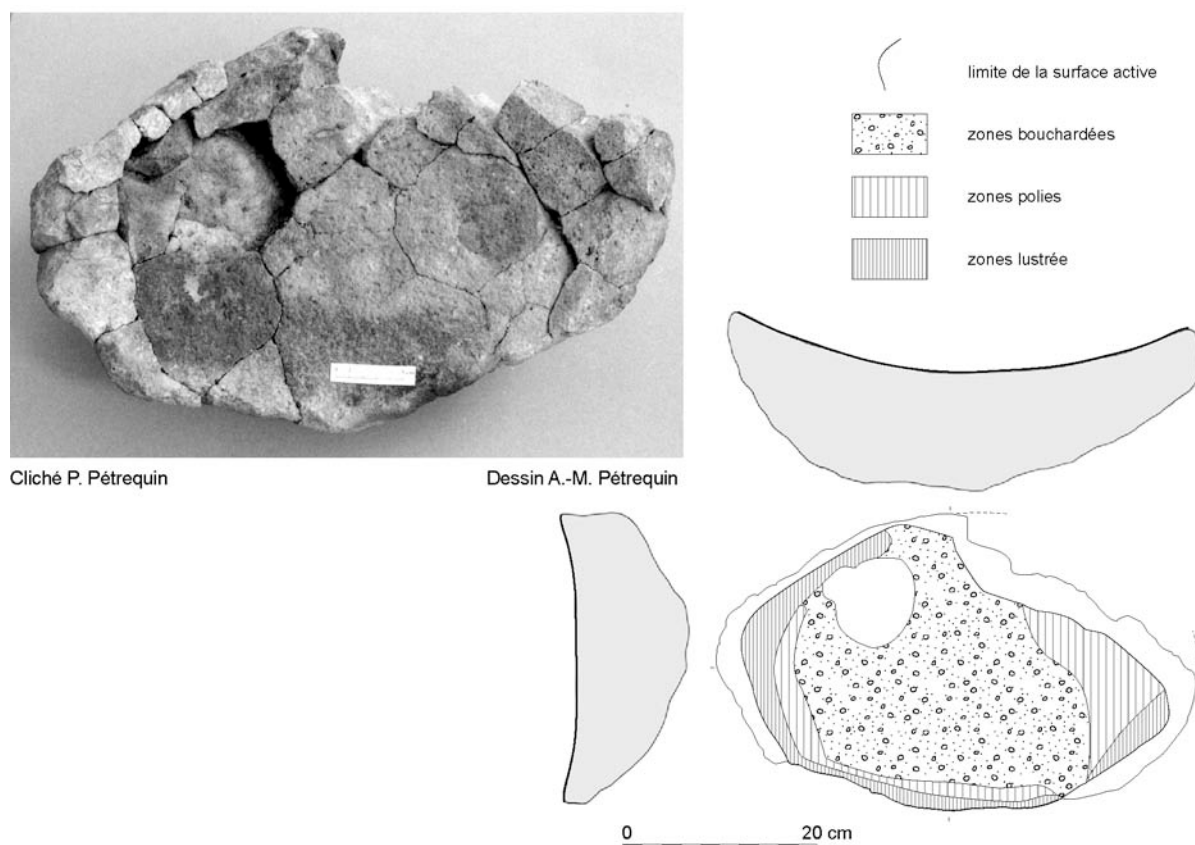 limite de la surface active
zones bouchardées
zones polies
zones lustrée
Cliché P. Pétrequin
Dessin A.-M. Pétrequin
0 20 cm